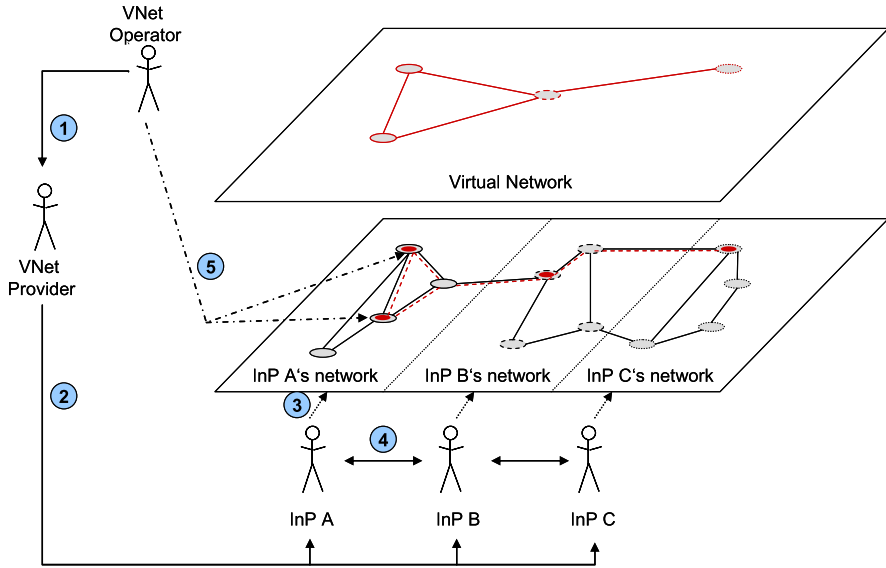 VNet
Operator
1
Virtual Network
VNet
Provider
5
2
InP A‘s network
InP B‘s network
InP C‘s network
3
4
InP A
InP B
InP C